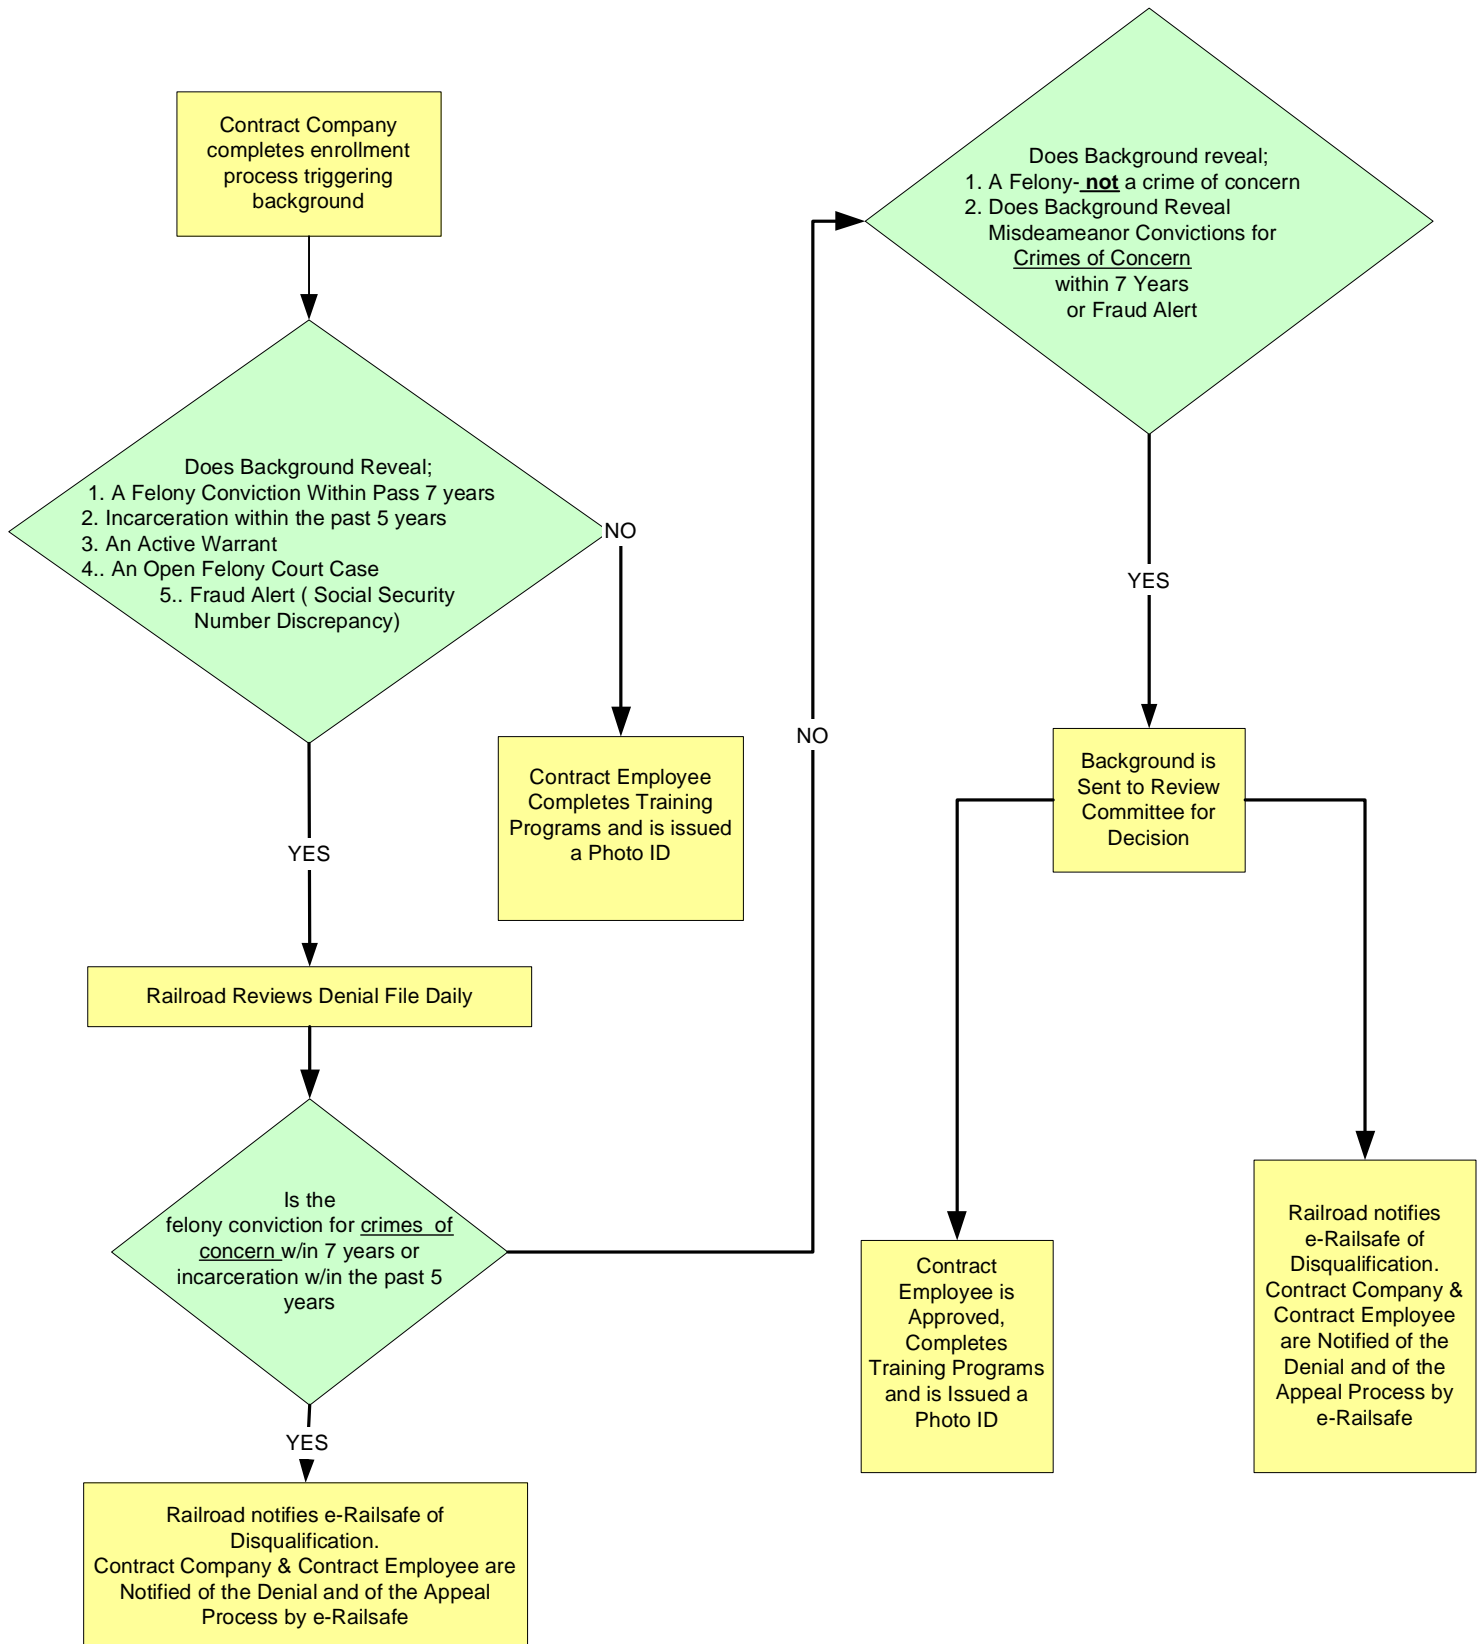 Contract Company
completes enrollment
process triggering
background
Does Background Reveal;
1. A Felony Conviction Within Pass 7 years
2. Incarceration within the past 5 years
3. An Active Warrant
4.. An Open Felony Court Case
5.. Fraud Alert ( Social Security
Number Discrepancy)
NO
Contract Employee
Completes Training
Programs and is issued
a Photo ID
YES
Railroad Reviews Denial File Daily
Is the
felony conviction for crimes of
concern w/in 7 years or
incarceration w/in the past 5
years
YES
Railroad notifies e-Railsafe of
Disqualification.
Contract Company & Contract Employee are
Notified of the Denial and of the Appeal
Process by e-Railsafe
NO
Does Background reveal;
1. A Felony- not a crime of concern
2. Does Background Reveal
Misdeameanor Convictions for
Crimes of Concern
within 7 Years
or Fraud Alert
YES
Background is
Sent to Review
Committee for
Decision
Contract
Employee is
Approved,
Completes
Training Programs
and is Issued a
Photo ID
Railroad notifies
e-Railsafe of
Disqualification.
Contract Company &
Contract Employee
are Notified of the
Denial and of the
Appeal Process by
e-Railsafe